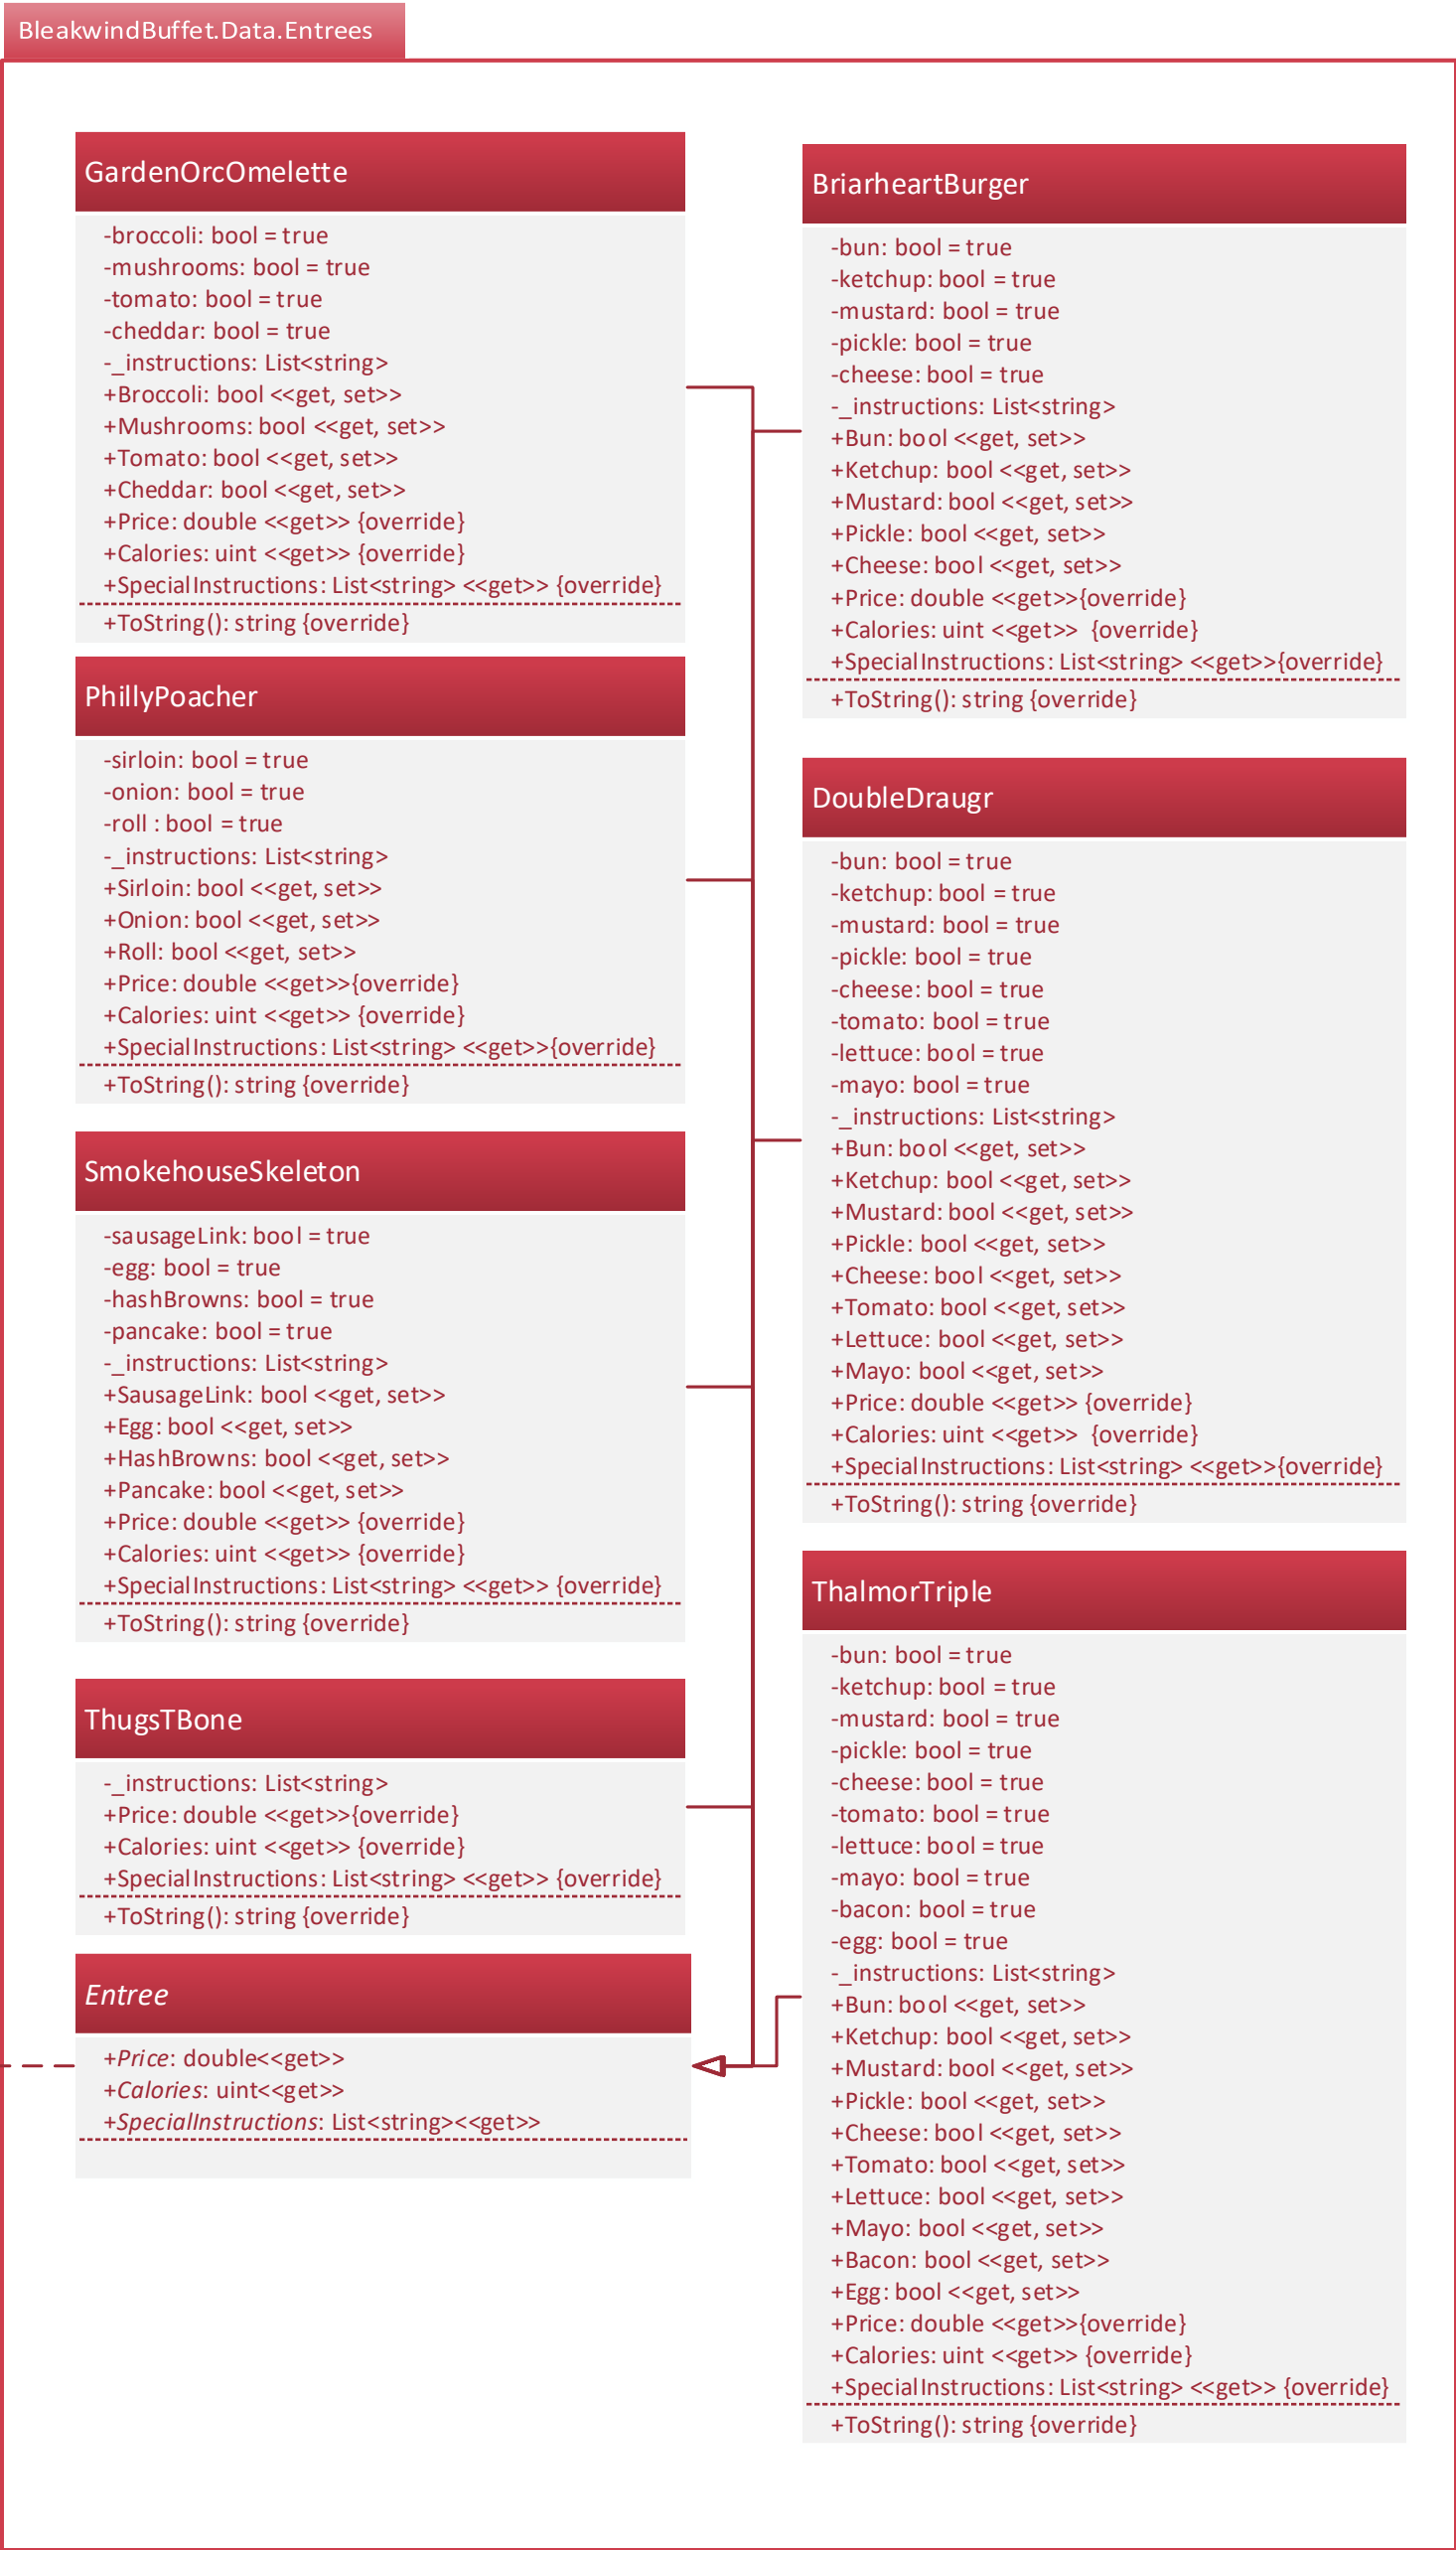 BleakwindBuffet.Data.Entrees
GardenOrcOmelette
-broccoli: bool = true
-mushrooms: bool = true
-tomato: bool = true
-cheddar: bool = true
-_instructions: List<string>
+Broccoli: bool <<get, set>>
+Mushrooms: bool <<get, set>>
+Tomato: bool <<get, set>>
+Cheddar: bool <<get, set>>
+Price: double <<get>> {override}
+Calories: uint <<get>> {override}
+SpecialInstructions: List<string> <<get>> {override}
+ToString(): string {override}
PhillyPoacher
-sirloin: bool = true
-onion: bool = true
-roll : bool = true
-_instructions: List<string>
+Sirloin: bool <<get, set>>
+Onion: bool <<get, set>>
+Roll: bool <<get, set>>
+Price: double <<get>>{override}
+Calories: uint <<get>> {override}
+SpecialInstructions: List<string> <<get>>{override}
+ToString(): string {override}
SmokehouseSkeleton
-sausageLink: bool = true
-egg: bool = true
-hashBrowns: bool = true
-pancake: bool = true
-_instructions: List<string>
+SausageLink: bool <<get, set>>
+Egg: bool <<get, set>>
+HashBrowns: bool <<get, set>>
+Pancake: bool <<get, set>>
+Price: double <<get>> {override}
+Calories: uint <<get>> {override}
+SpecialInstructions: List<string> <<get>> {override}
+ToString(): string {override}
ThugsTBone
-_instructions: List<string>
+Price: double <<get>>{override}
+Calories: uint <<get>> {override}
+SpecialInstructions: List<string> <<get>> {override}
+ToString(): string {override}
Entree
+Price: double<<get>>
+Calories: uint<<get>>
+SpecialInstructions: List<string><<get>>
BriarheartBurger
-bun: bool = true
-ketchup: bool = true
-mustard: bool = true
-pickle: bool = true
-cheese: bool = true
-_instructions: List<string>
+Bun: bool <<get, set>>
+Ketchup: bool <<get, set>>
+Mustard: bool <<get, set>>
+Pickle: bool <<get, set>>
+Cheese: bool <<get, set>>
+Price: double <<get>>{override}
+Calories: uint <<get>>  {override}
+SpecialInstructions: List<string> <<get>>{override}
+ToString(): string {override}
DoubleDraugr
-bun: bool = true
-ketchup: bool = true
-mustard: bool = true
-pickle: bool = true
-cheese: bool = true
-tomato: bool = true
-lettuce: bool = true
-mayo: bool = true
-_instructions: List<string>
+Bun: bool <<get, set>>
+Ketchup: bool <<get, set>>
+Mustard: bool <<get, set>>
+Pickle: bool <<get, set>>
+Cheese: bool <<get, set>>
+Tomato: bool <<get, set>>
+Lettuce: bool <<get, set>>
+Mayo: bool <<get, set>>
+Price: double <<get>> {override}
+Calories: uint <<get>>  {override}
+SpecialInstructions: List<string> <<get>>{override}
+ToString(): string {override}
ThalmorTriple
-bun: bool = true
-ketchup: bool = true
-mustard: bool = true
-pickle: bool = true
-cheese: bool = true
-tomato: bool = true
-lettuce: bool = true
-mayo: bool = true
-bacon: bool = true
-egg: bool = true
-_instructions: List<string>
+Bun: bool <<get, set>>
+Ketchup: bool <<get, set>>
+Mustard: bool <<get, set>>
+Pickle: bool <<get, set>>
+Cheese: bool <<get, set>>
+Tomato: bool <<get, set>>
+Lettuce: bool <<get, set>>
+Mayo: bool <<get, set>>
+Bacon: bool <<get, set>>
+Egg: bool <<get, set>>
+Price: double <<get>>{override}
+Calories: uint <<get>> {override}
+SpecialInstructions: List<string> <<get>> {override}
+ToString(): string {override}